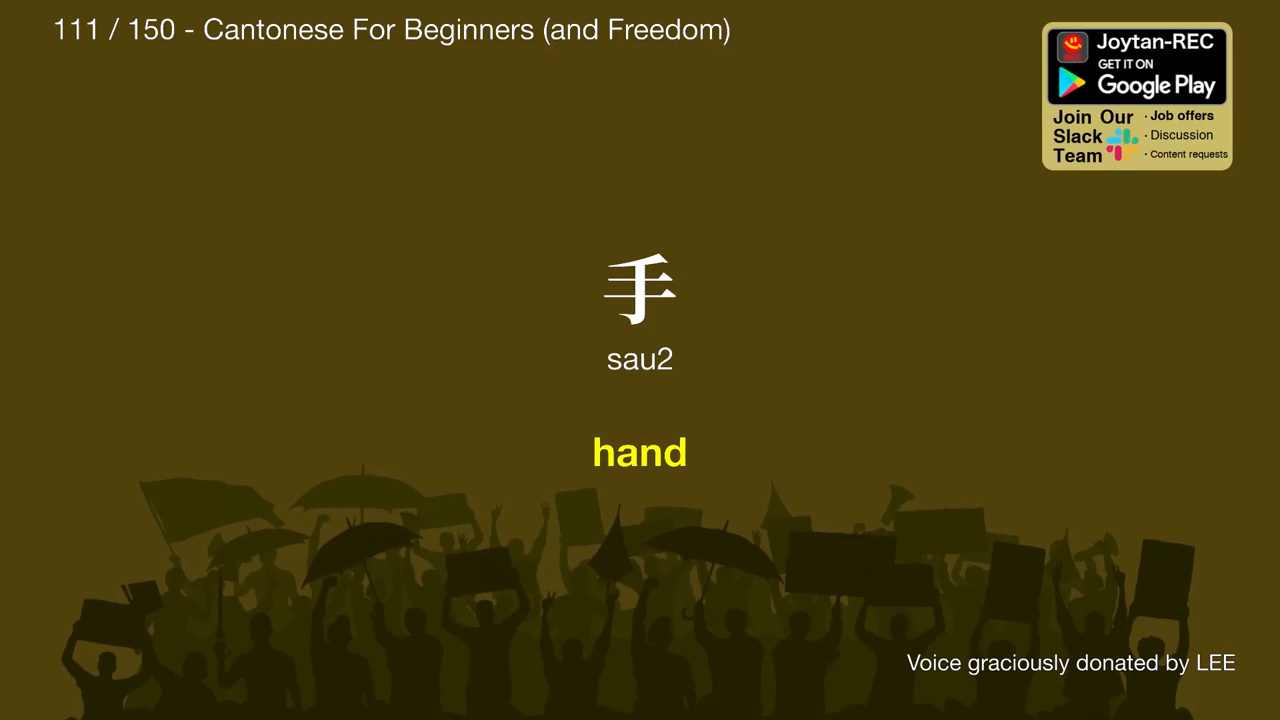 111 / 150 - Cantonese For Beginners (and Freedom)
Joytan-REC
GET IT ON
Google Play
REC
Join Our
Slack
Team
· Job offers
· Discussion
· Content requests
手
sau2
hand
Voice graciously donated by LEE